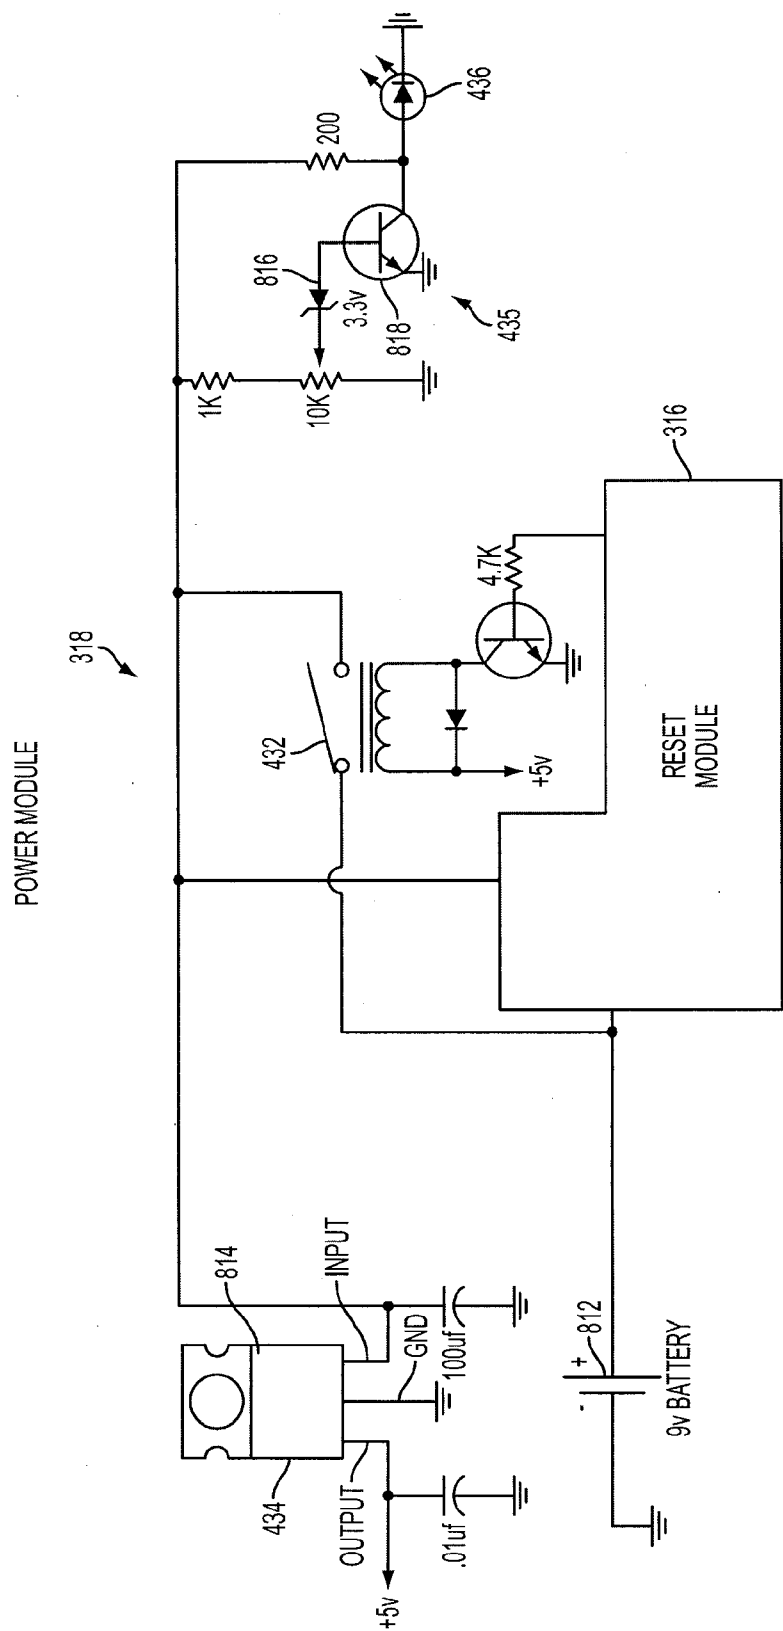 POWER MODULE
318
+5v
OUTPUT
434
.01uf
814
INPUT
GND
100uf
9v BATTERY
-
+
812
432
+5v
4.7K
RESET
MODULE
316
1K
10K
816
3.3v
818
435
200
436